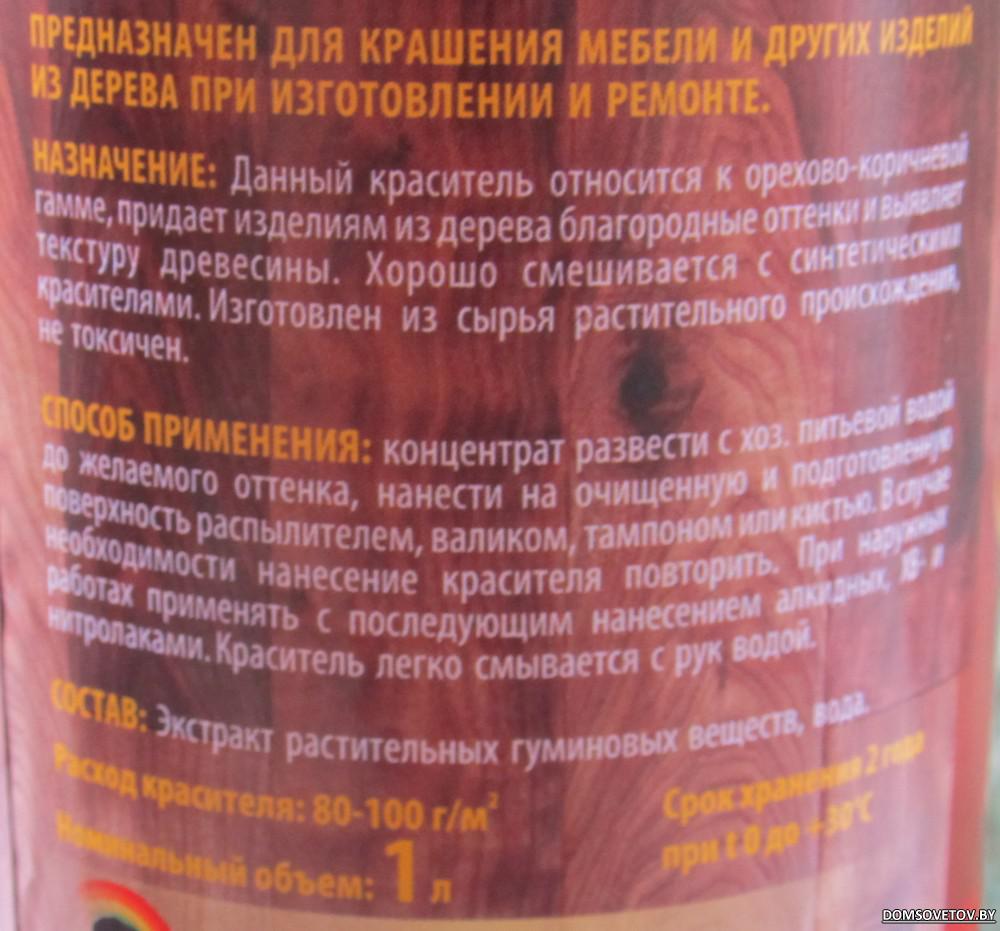 ПРЕДНАЗНАЧЕН ДЛЯ КРАШЕНИЯ МЕБЕЛИ И ДРУГИХ ИЗДЕЛИЙ
ИЗ ДЕРЕВА ПРИ ИЗГОТОВЛЕНИИ И РЕМОНТЕ.
НАЗНАЧЕНИЕ: Данный краситель относится к орехово-коричневой
гамме, придает изделиям из дерева благородные оттенки и выявляет
текстуру древесины. Хорошо смешивается с синтетическими
красителями. Изготовлен из сырья растительного происхождения,
не токсичен.
СПОСОБ ПРИМЕНЕНИЯ: концентрат развести с хоз. питьевой водой
до желаемого оттенка, нанести на очищенную и подготовленную
поверхность распылителем, валиком, тампоном или кистью. В случае
необходимости нанесение красителя повторить. При наружных
работах применять с последующим нанесением алкидных, ХВ- и
нитролаками. Краситель легко смывается с рук водой.
СОСТАВ: Экстракт растительных гуминовых веществ, вода.
Расход красителя: 80-100 г/м²
Номинальный объем: 1 л
Срок хранения 2 года
при t 0 до +30°С
DOMSOVETOV.BY